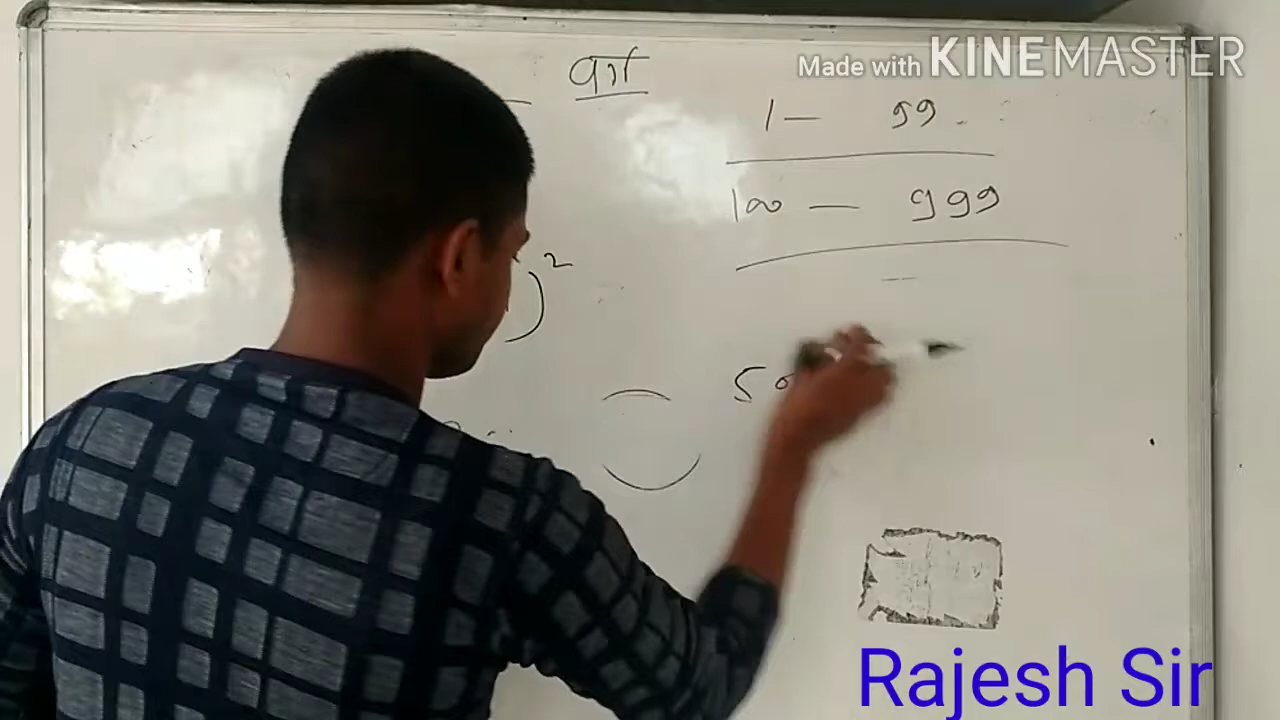 वर्ग
Made with KINEMASTER
1 — 99
100 — 999
)²
50
Rajesh Sir